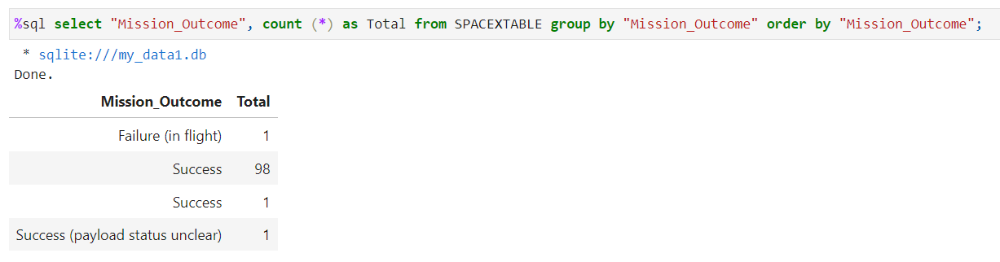 %sql select "Mission_Outcome", count (*) as Total from SPACEXTABLE group by "Mission_Outcome" order by "Mission_Outcome";
* sqlite:///my_data1.db
Done.
Mission_Outcome Total
Failure (in flight) 1
Success 98
Success 1
Success (payload status unclear) 1